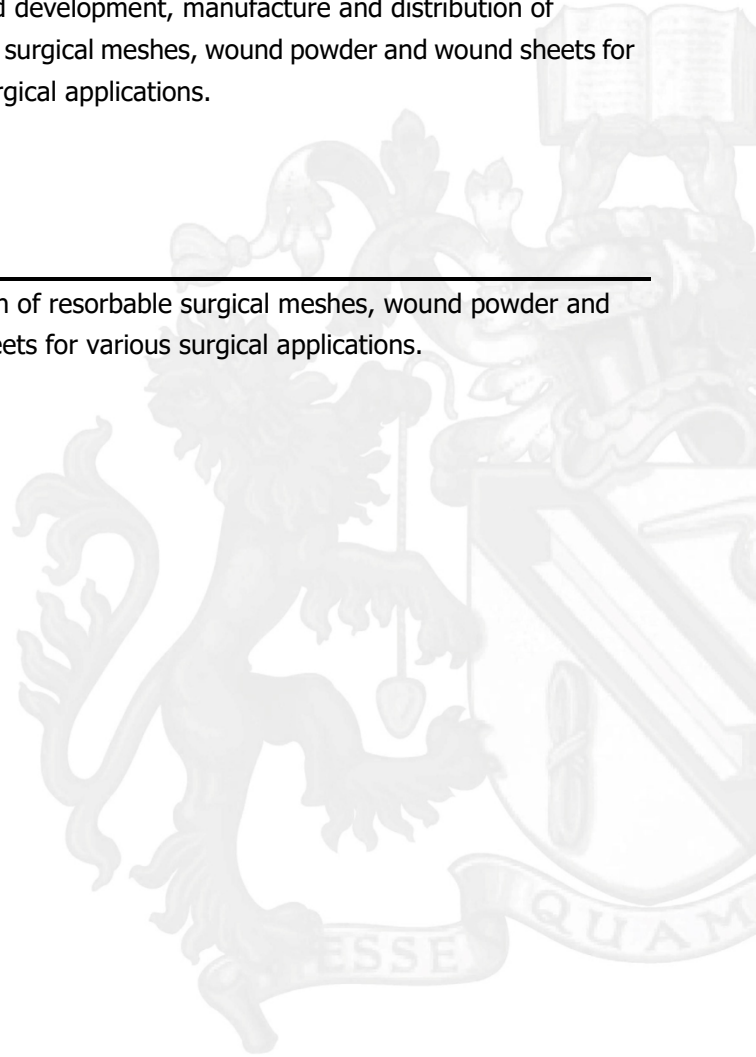 d development, manufacture and distribution of
surgical meshes, wound powder and wound sheets for
rgical applications.
n of resorbable surgical meshes, wound powder and
eets for various surgical applications.
ESSE
QUAM